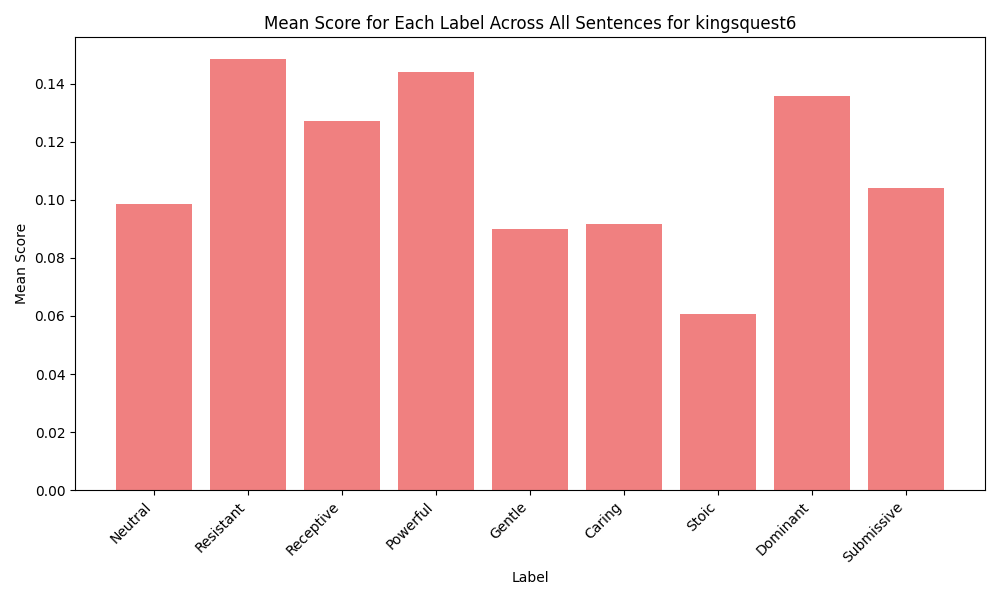 Mean Score for Each Label Across All Sentences for kingsquest6
Mean Score
0.14
0.12
0.10
0.08
0.06
0.04
0.02
0.00
Neutral
Resistant
Receptive
Powerful
Gentle
Caring
Stoic
Dominant
Submissive
Label